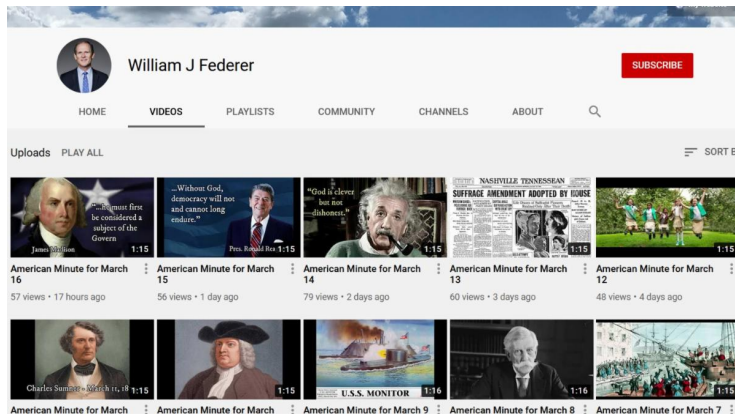 William J Federer
SUBSCRIBE
HOME VIDEOS PLAYLISTS COMMUNITY CHANNELS ABOUT
Uploads PLAY ALL SORT B
"...he must first
be considered a
subject of the
Govern
James Madison
1:15
...Without God,
democracy will not
and cannot long
endure."
Pres. Ronald Rea
1:15
"God is clever
but not
dishonest."
1:15
NASHVILLE TENNESSEAN
SUFFRAGE AMENDMENT ADOPTED BY HOUSE
1:15
1:15
American Minute for March
16
57 views • 17 hours ago
American Minute for March
15
56 views • 1 day ago
American Minute for March
14
79 views • 2 days ago
American Minute for March
13
60 views • 3 days ago
American Minute for March
12
48 views • 4 days ago
Charles Sumner - March 11, 18
1:15
1:15
U.S.S. MONITOR
1:16
1:16
1:15
American Minute for March
American Minute for March
American Minute for March 9
American Minute for March 8
American Minute for March 7